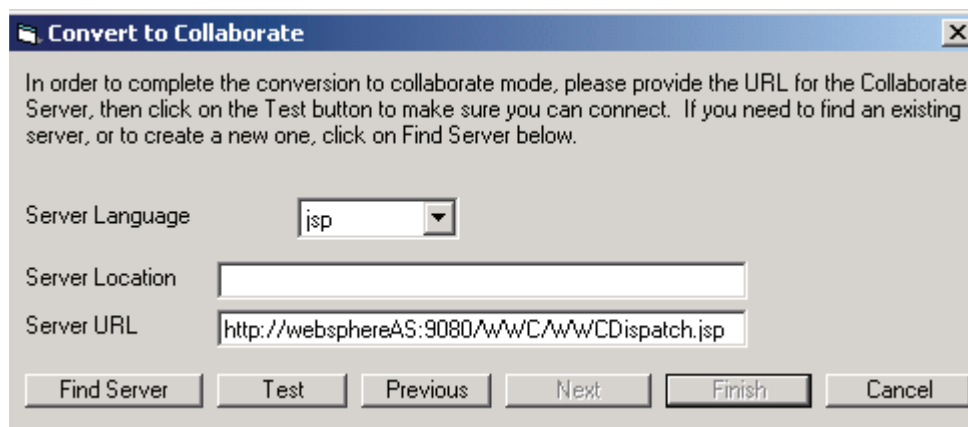 Convert to Collaborate
In order to complete the conversion to collaborate mode, please provide the URL for the Collaborate
Server, then click on the Test button to make sure you can connect. If you need to find an existing
server, or to create a new one, click on Find Server below.
Server Language
jsp
Server Location
Server URL
http://websphereAS:9080/WWC/WWCDispatch.jsp
Find Server Test Previous Next Finish Cancel